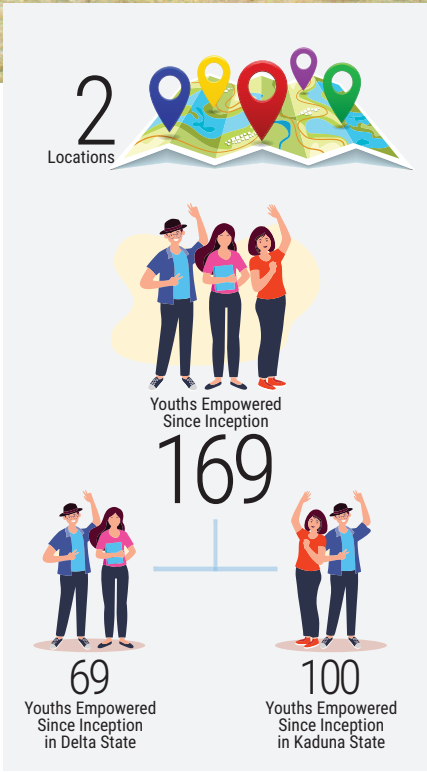 2
Locations
Youths Empowered
Since Inception
169
69
Youths Empowered
Since Inception
in Delta State
100
Youths Empowered
Since Inception
in Kaduna State